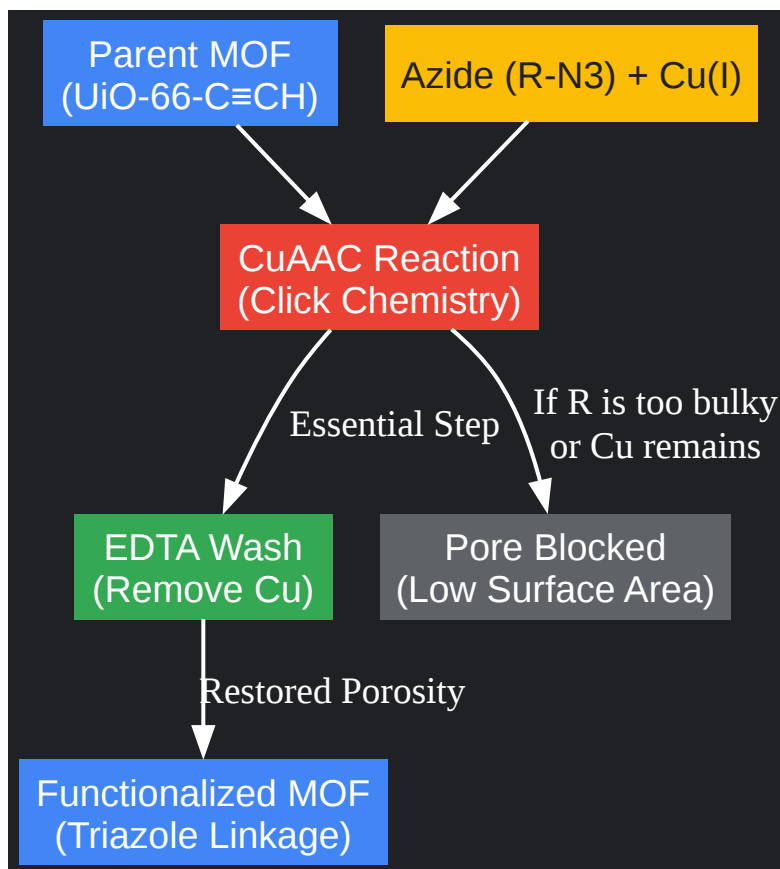 Parent MOF
(UiO-66-C≡CH)
Azide (R-N3) + Cu(I)
CuAAC Reaction
(Click Chemistry)
Essential Step
If R is too bulky
or Cu remains
EDTA Wash
(Remove Cu)
Pore Blocked
(Low Surface Area)
Restored Porosity
Functionalized MOF
(Triazole Linkage)